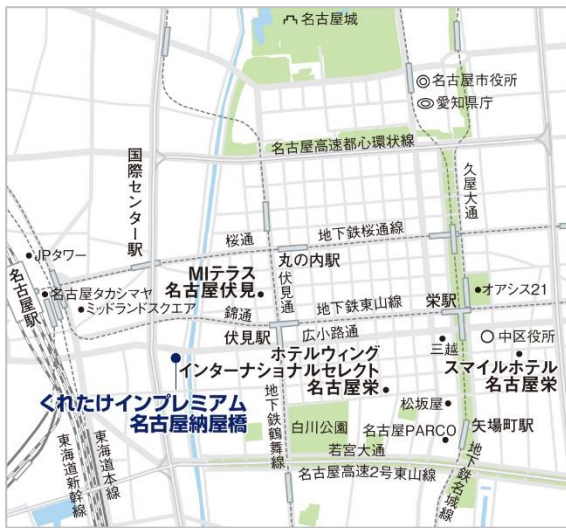 名古屋城
名古屋市役所
愛知県庁
名古屋高速都心環状線
国際センター駅
久屋大通
桜通
地下鉄桜通線
JPタワー
丸の内駅
名古屋駅
MIテラス
名古屋伏見
伏見通
名古屋タカシマヤ
ミッドランドスクエア
錦通
地下鉄東山線
栄駅
オアシス21
伏見駅
広小路通
三越
中区役所
ホテルウィング
インターナショナルセレクト
名古屋栄
スマイルホテル
名古屋栄
くれたけインプレミアム
名古屋納屋橋
地下鉄鶴舞線
白川公園
松坂屋
名古屋PARCO
矢場町駅
若宮大通
名古屋高速2号東山線
地下鉄名城線
東海道新幹線
東海道本線